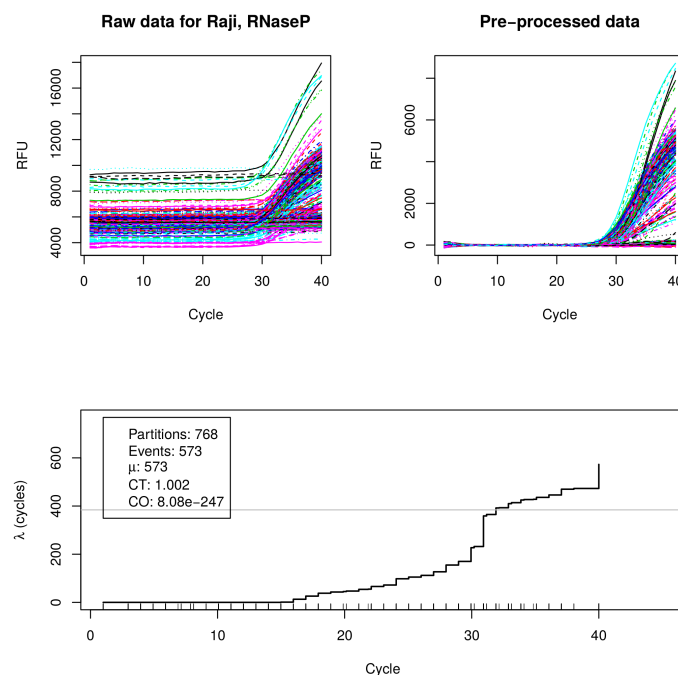 Raw data for Raji, RNaseP
Pre−processed data
RFU
4000 8000 12000 16000
0 10 20 30 40
Cycle
RFU
0 2000 6000
0 10 20 30 40
Cycle
λ (cycles)
0 200 400 600
Partitions: 768
Events: 573
μ: 573
CT: 1.002
CO: 8.08e−247
0 10 20 30 40
Cycle